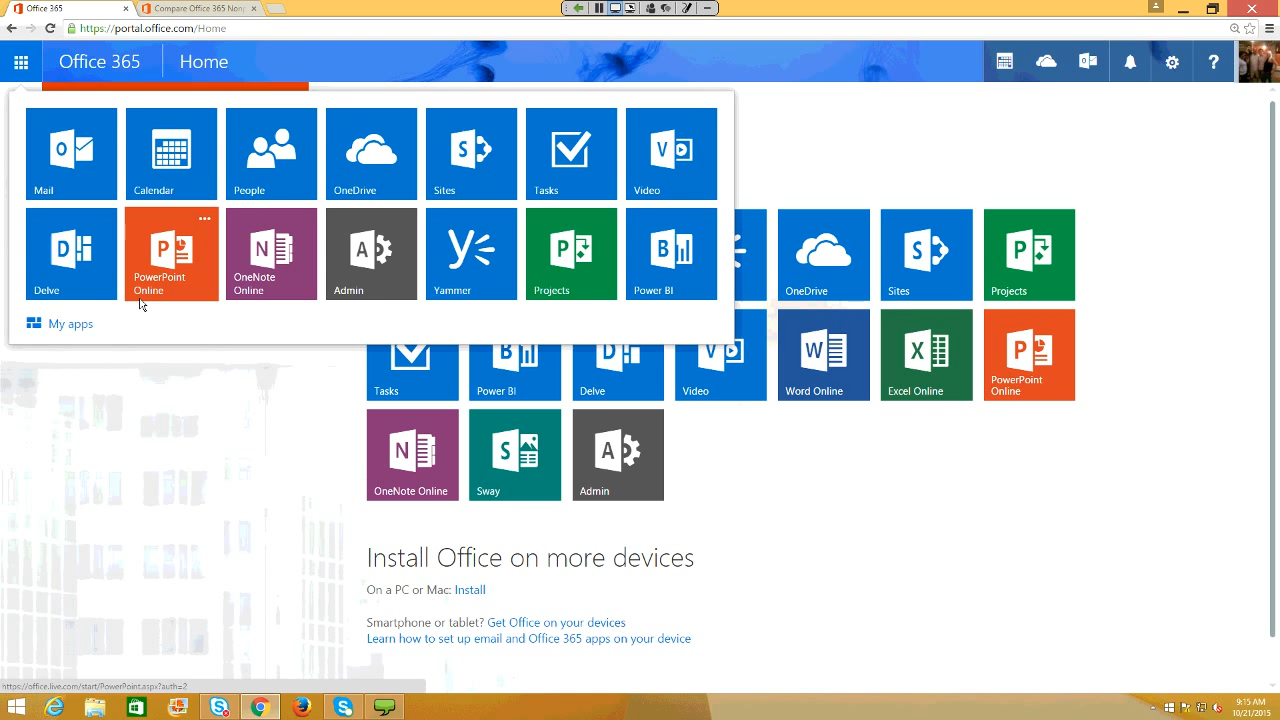 Office 365
Compare Office 365 Nonp
https://portal.office.com/Home
Office 365
Home
Mail
Calendar
People
OneDrive
Sites
Tasks
Video
Delve
PowerPoint
Online
OneNote
Online
Admin
Yammer
Projects
Power BI
My apps
OneDrive
Sites
Projects
Tasks
Power BI
Delve
Video
Word Online
Excel Online
PowerPoint
Online
OneNote Online
Sway
Admin
Install Office on more devices
On a PC or Mac: Install
Smartphone or tablet? Get Office on your devices
Learn how to set up email and Office 365 apps on your device
https://office.live.com/start/PowerPoint.aspx?auth=2
9:15 AM
10/21/2015